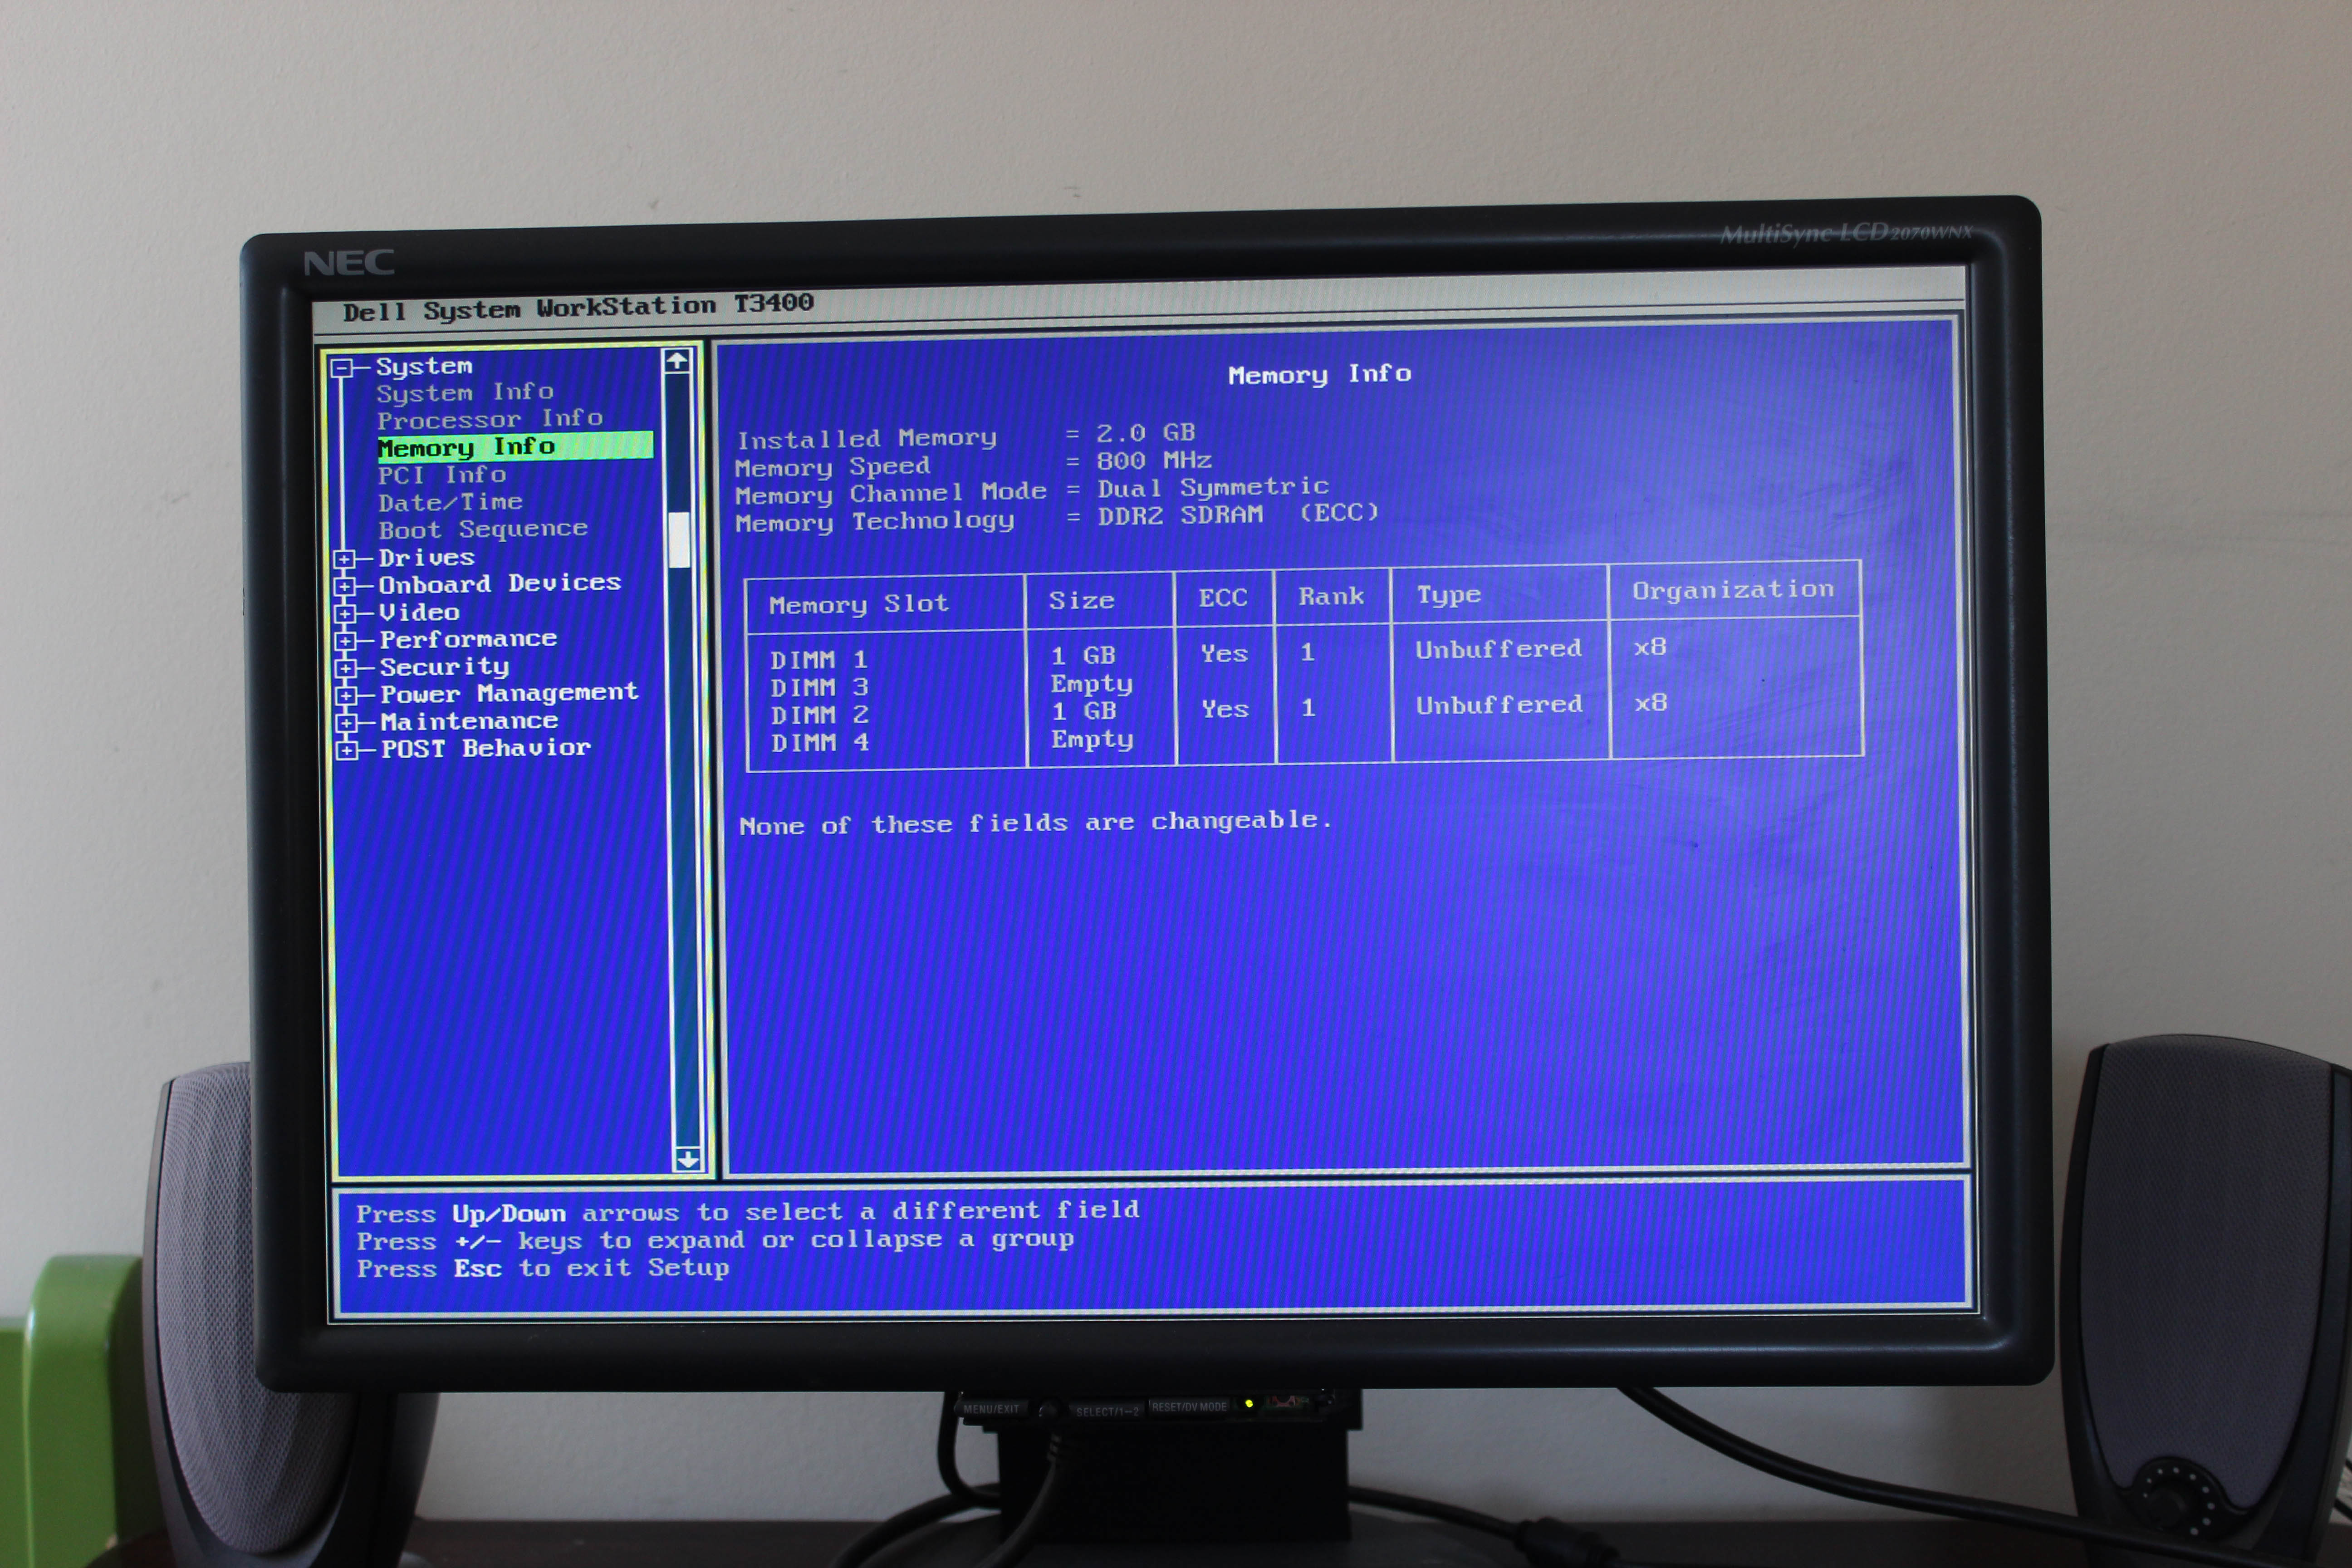 NEC
MultiSync LCD2070WNX
Dell System WorkStation T3400
System
System Info
Processor Info
Memory Info
PCI Info
Date/Time
Boot Sequence
Drives
Onboard Devices
Video
Performance
Security
Power Management
Maintenance
POST Behavior
Memory Info
Installed Memory = 2.0 GB
Memory Speed = 800 MHz
Memory Channel Mode = Dual Symmetric
Memory Technology = DDR2 SDRAM (ECC)
Memory Slot Size ECC Rank Type Organization
DIMM 1 1 GB Yes 1 Unbuffered x8
DIMM 3 Empty
DIMM 2 1 GB Yes 1 Unbuffered x8
DIMM 4 Empty
None of these fields are changeable.
Press Up/Down arrows to select a different field
Press +/- keys to expand or collapse a group
Press Esc to exit Setup
MENU/EXIT SELECT/1-2 RESET/DV MODE